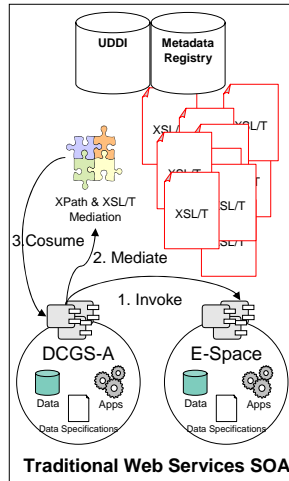 UDDI
Metadata
Registry
XSL/T
XSL/T
XSL/T
XSL/T
XPath & XSL/T
Mediation
3.Cosume
2. Mediate
1. Invoke
DCGS-A
E-Space
Data
Apps
Data Specifications
Data
Apps
Data Specifications
Traditional Web Services SOA